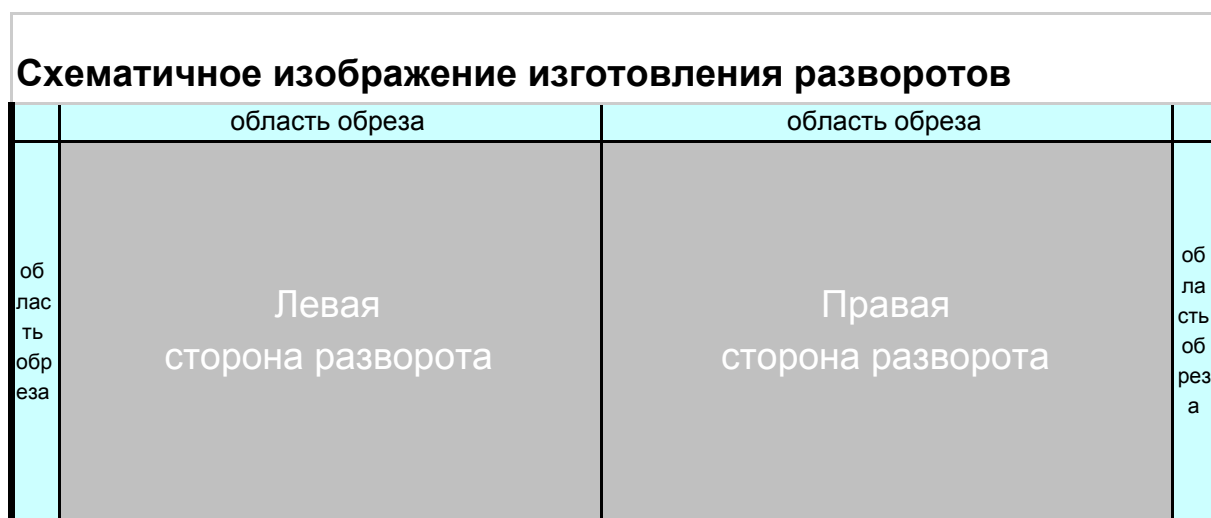 Схематичное изображение изготовления разворотов
область обреза
область обреза
об
лас
ть
обр
еза
Левая
сторона разворота
Правая
сторона разворота
об
ла
сть
об
рез
а